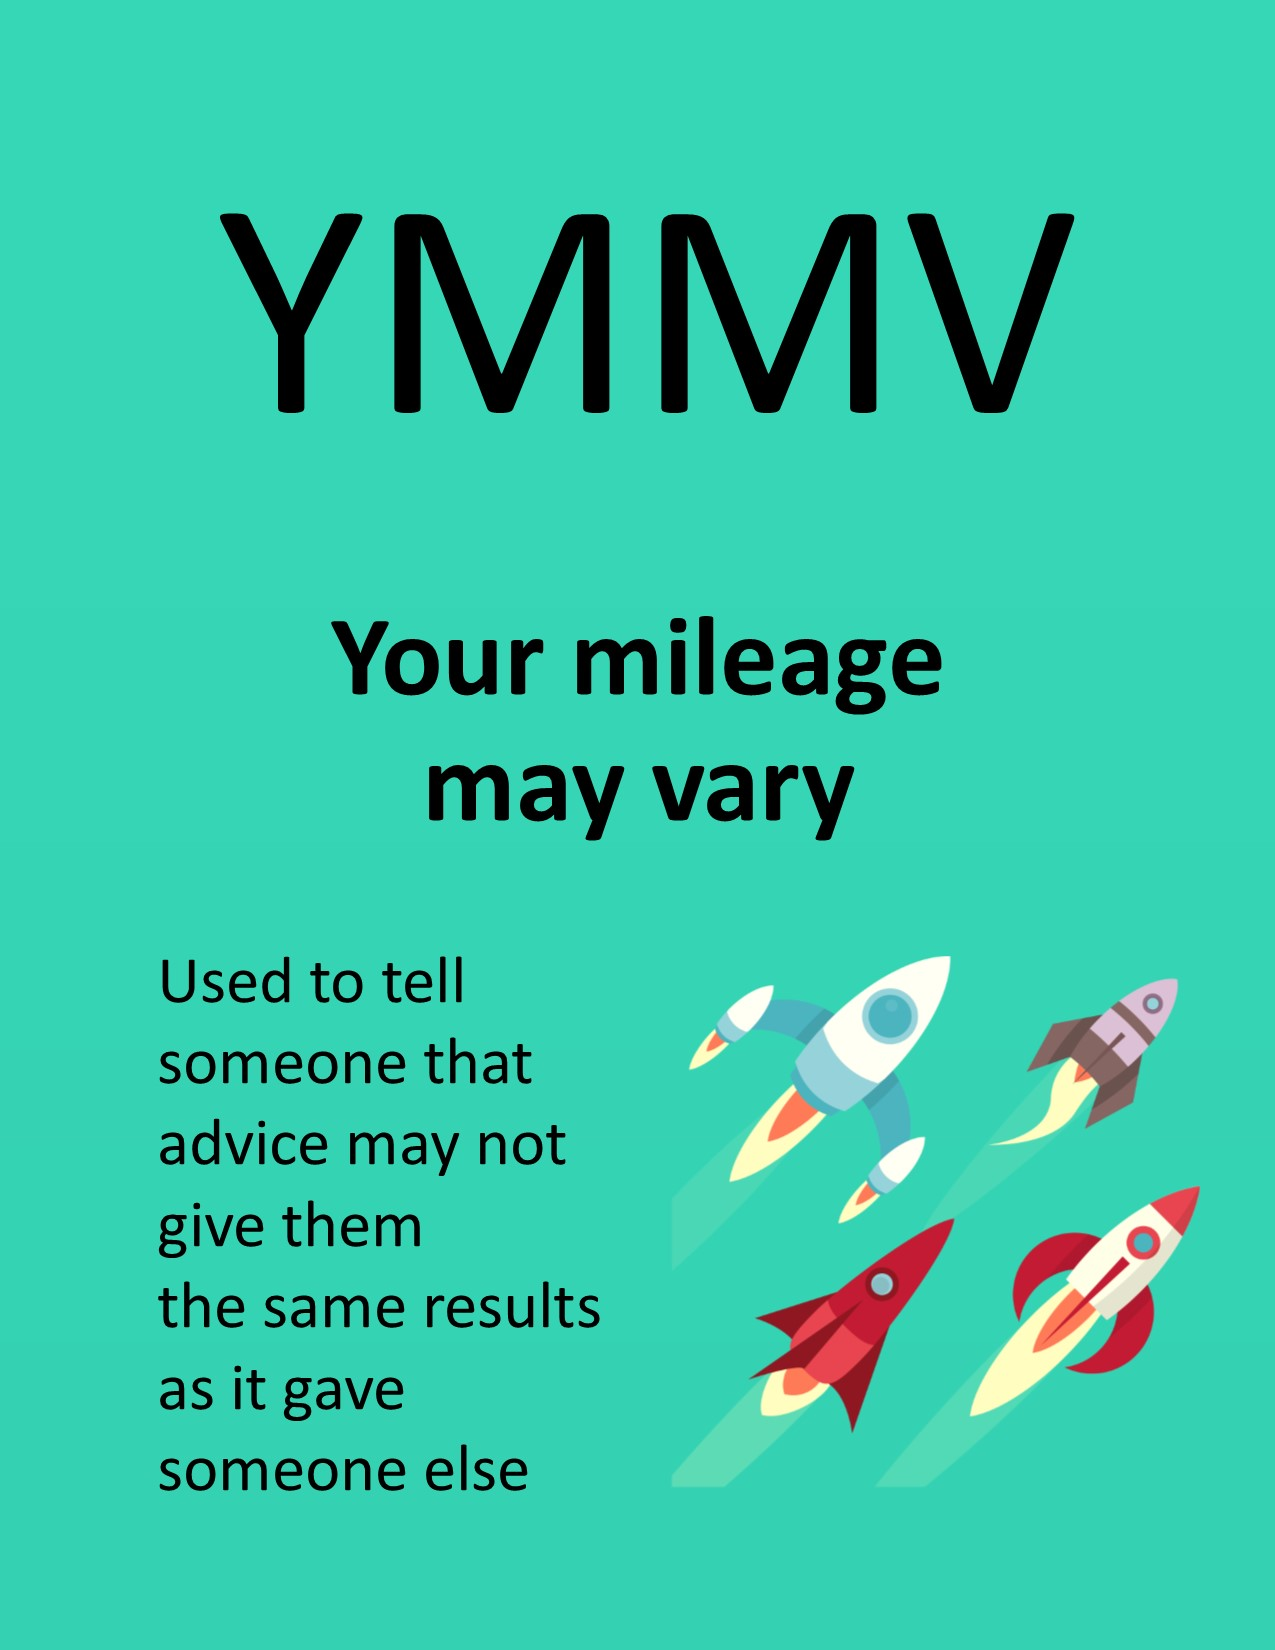 YMMV
Your mileage
may vary
Used to tell
someone that
advice may not
give them
the same results
as it gave
someone else